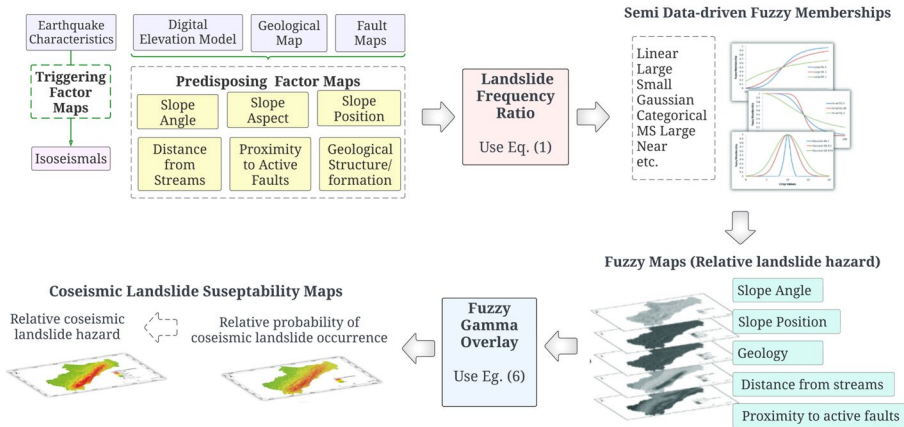 Earthquake
Characteristics
Triggering
Factor
Maps
Isoseismals
Digital
Elevation Model
Geological
Map
Fault
Maps
Predisposing Factor Maps
Slope
Angle
Slope
Aspect
Slope
Position
Distance
from
Streams
Proximity
to Active
Faults
Geological
Structure/
formation
Landslide
Frequency
Ratio
Use Eq. (1)
Semi Data-driven Fuzzy Memberships
Linear
Large
Small
Gaussian
Categorical
MS Large
Near
etc.
Fuzzy Maps (Relative landslide hazard)
Slope Angle
Slope Position
Geology
Distance from streams
Proximity to active faults
Fuzzy
Gamma
Overlay
Use Eg. (6)
Coseismic Landslide Suseptability Maps
Relative probability of
coseismic landslide occurrence
Relative coseismic
landslide hazard